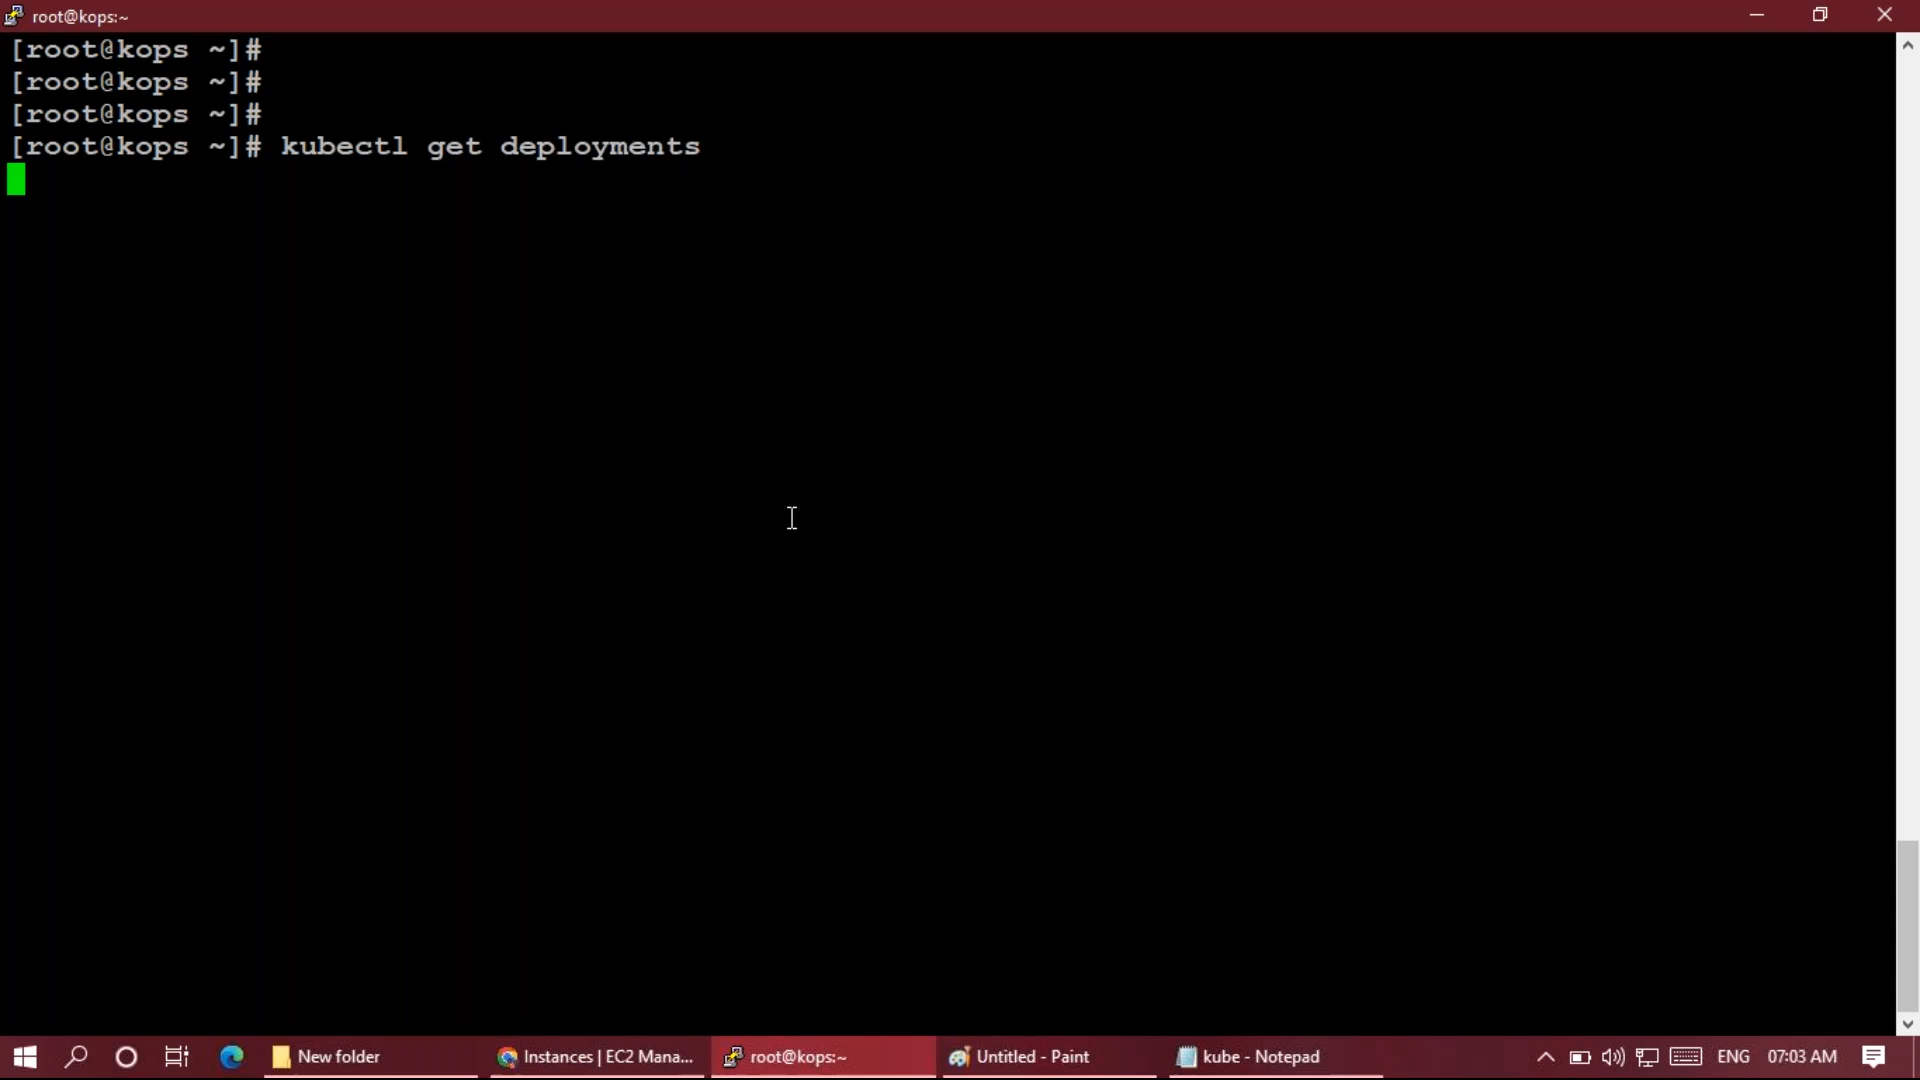 root@kops:~
[root@kops ~]#
[root@kops ~]#
[root@kops ~]#
[root@kops ~]# kubectl get deployments
New folder
Instances | EC2 Mana...
root@kops:~
Untitled - Paint
kube - Notepad
ENG
07:03 AM